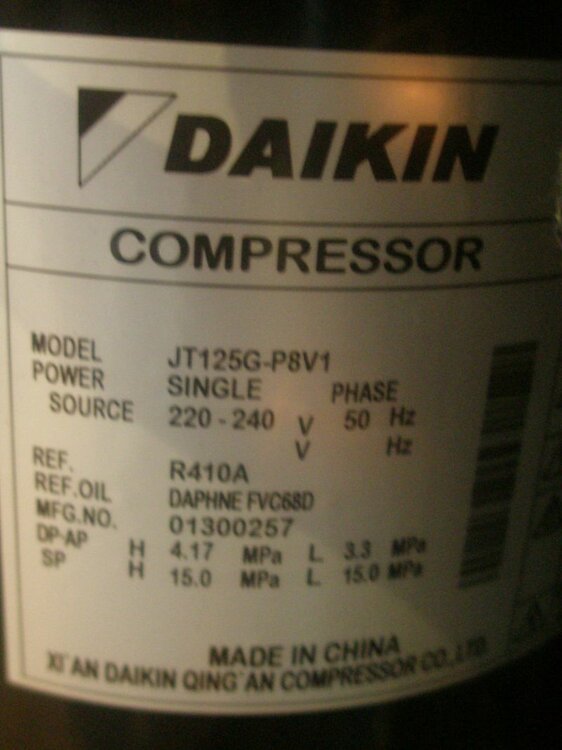 DAIKIN
COMPRESSOR
MODEL JT125G-P8V1
POWER SINGLE PHASE
SOURCE 220 - 240 V 50 Hz
V Hz
REF. R410A
REF.OIL DAPHNE FVC68D
MFG.NO. 01300257
DP-AP H 4.17 MPa L 3.3 MPa
SP H 15.0 MPa L 15.0 MPa
MADE IN CHINA
XI'AN DAIKIN QING'AN COMPRESSOR CO.,LTD.